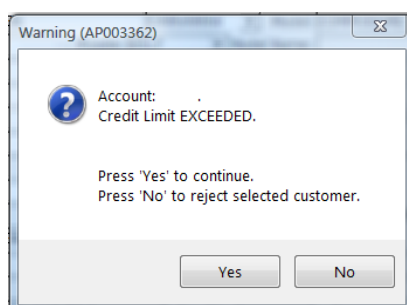 Warning (AP003362)
Account: .
Credit Limit EXCEEDED.
Press 'Yes' to continue.
Press 'No' to reject selected customer.
Yes No